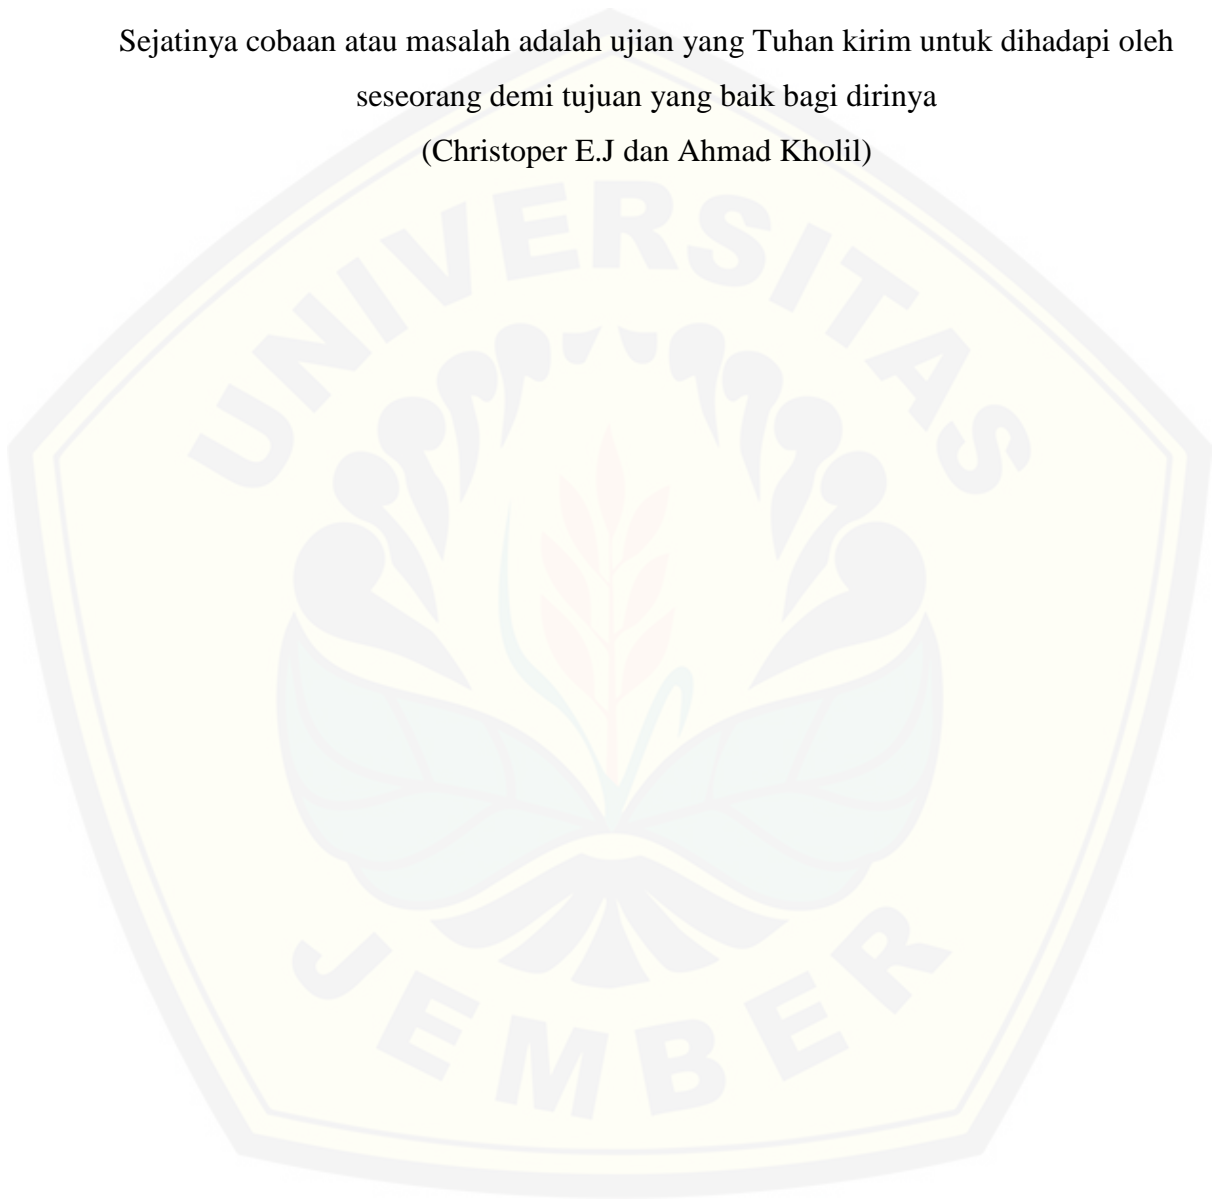 Sejatinya cobaan atau masalah adalah ujian yang Tuhan kirim untuk dihadapi oleh
seseorang demi tujuan yang baik bagi dirinya
(Christoper E.J dan Ahmad Kholil)
UNIVERSITAS
JEMBER